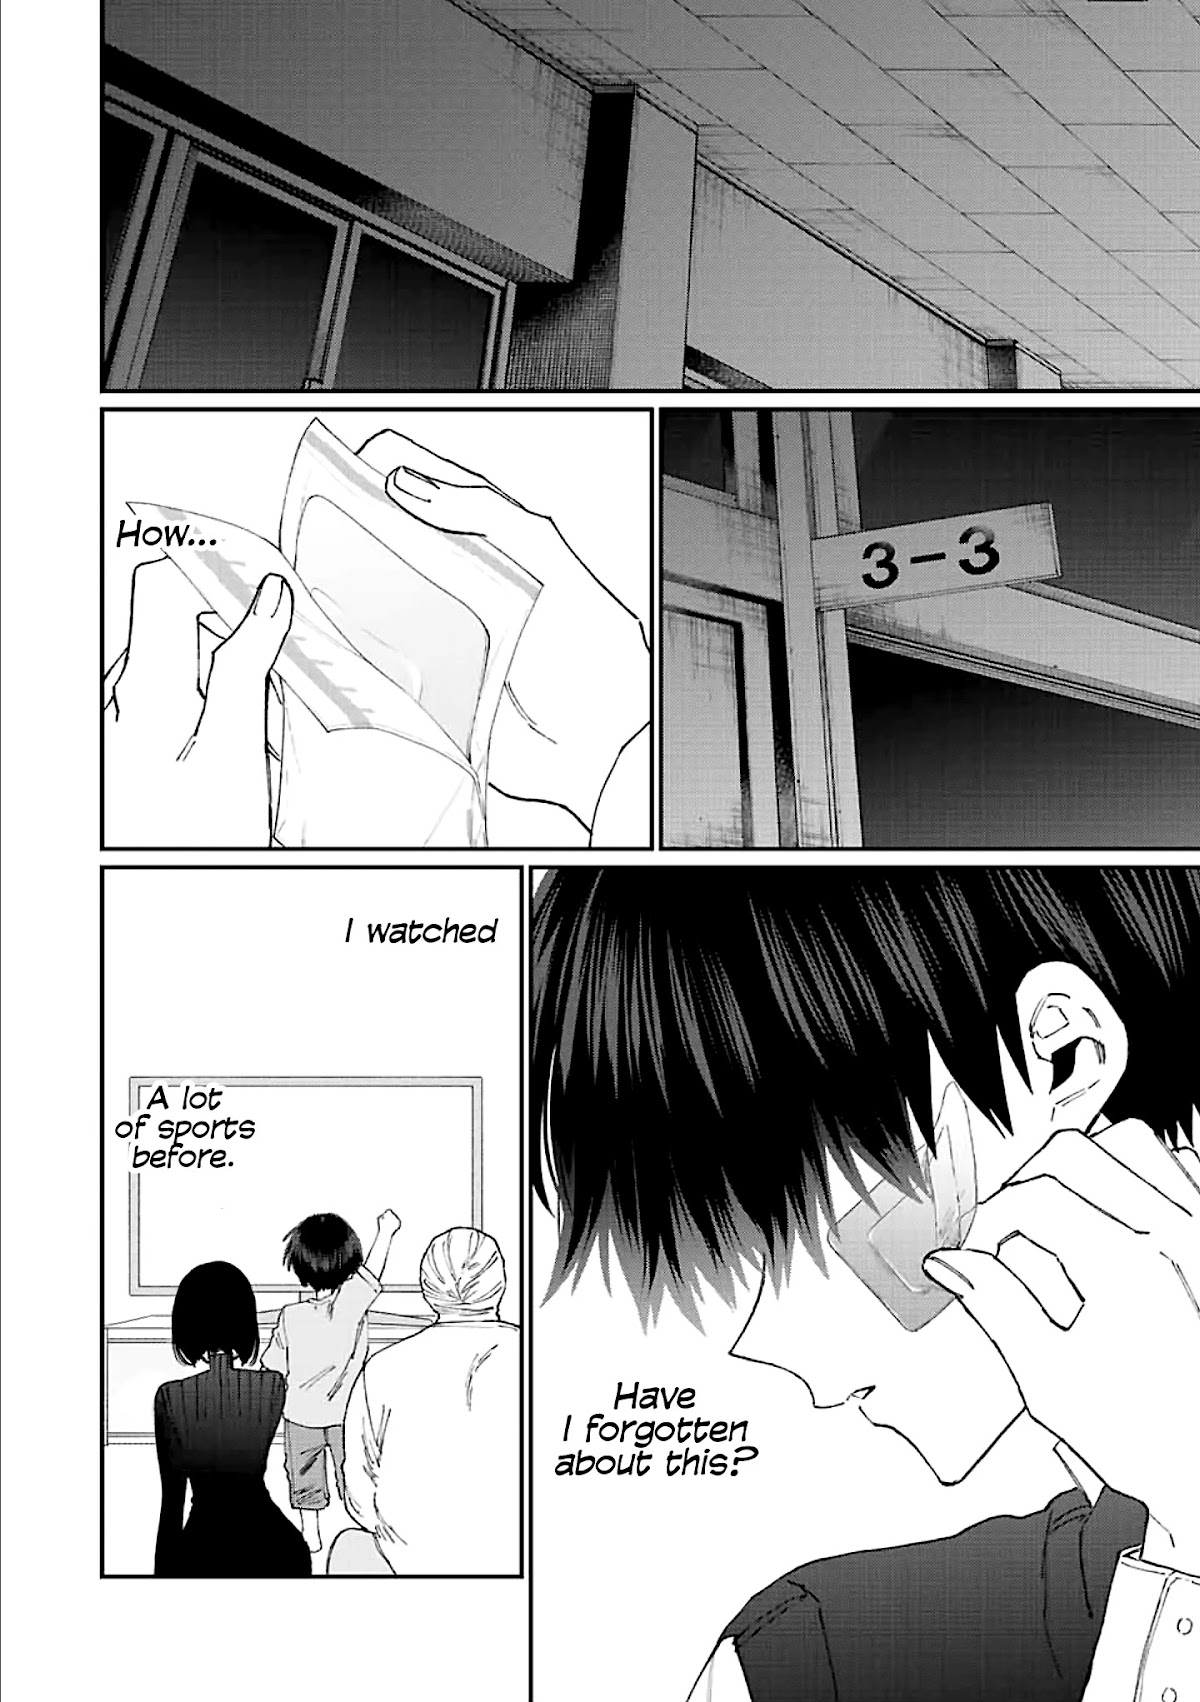 3-3
How...
Have
I forgotten
about this?
I watched
A lot
of sports
before.